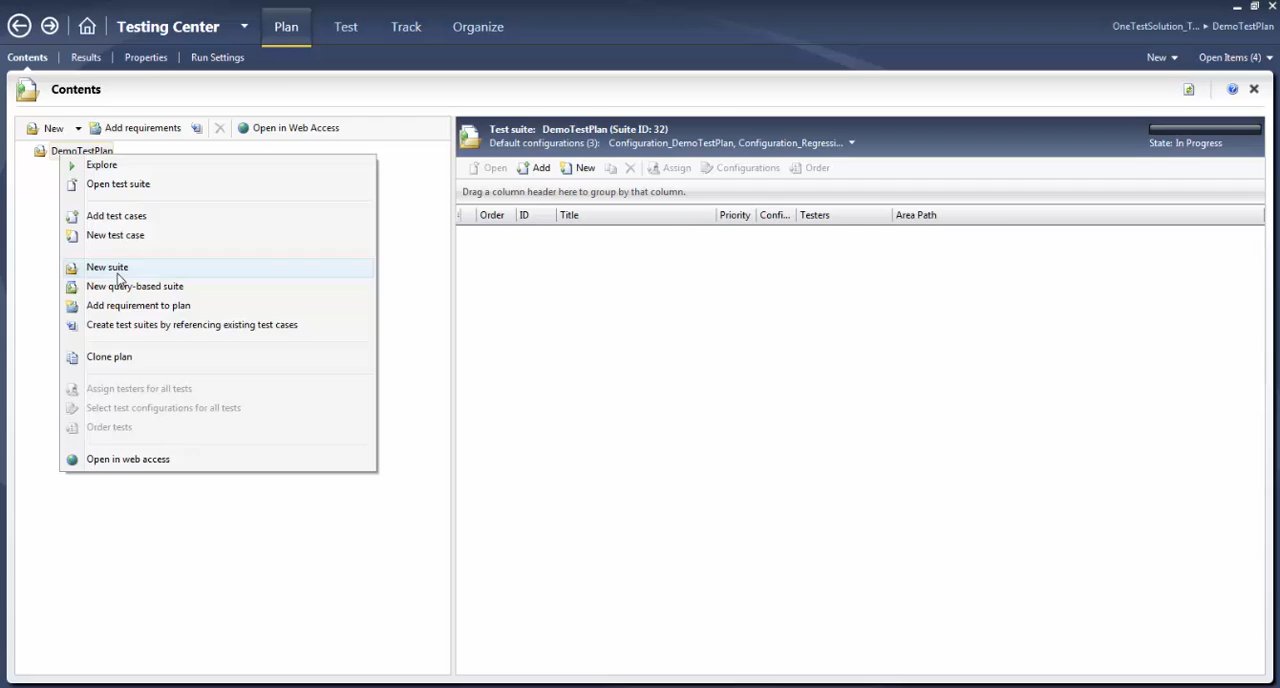 Testing Center
Plan
Test
Track
Organize
OneTestSolution_T... ▸ DemoTestPlan
Contents
Results
Properties
Run Settings
New
Open Items (4)
Contents
New
Add requirements
Open in Web Access
DemoTestPlan
Explore
Open test suite
Add test cases
New test case
New suite
New query-based suite
Add requirement to plan
Create test suites by referencing existing test cases
Clone plan
Assign testers for all tests
Select test configurations for all tests
Order tests
Open in web access
Test suite: DemoTestPlan (Suite ID: 32)
Default configurations (3): Configuration_DemoTestPlan, Configuration_Regressi...
State: In Progress
Open
Add
New
Assign
Configurations
Order
Drag a column header here to group by that column.
Order
ID
Title
Priority
Confi...
Testers
Area Path